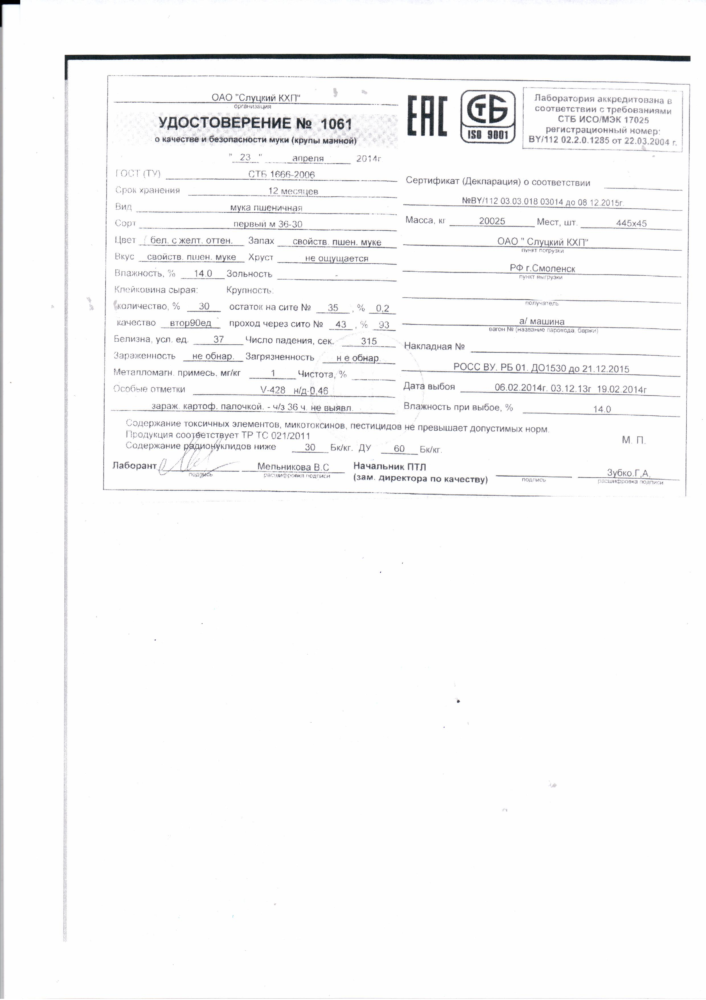 ОАО "Слуцкий КХП"
организация
УДОСТОВЕРЕНИЕ № 1061
о качестве и безопасности муки (крупы манной)
" 23 " апреля 2014г
ГОСТ (ТУ) СТБ 1666-2006
Срок хранения 12 месяцев
Вид мука пшеничная
Сорт первый м 36-30
Цвет бел. с желт. оттен. Запах свойств. пшен. муке
Вкус свойств. пшен. муке Хруст не ощущается
Влажность, % 14.0 Зольность -
Клейковина сырая: Крупность:
количество, % 30 остаток на сите № 35 , % 0,2
качество втор90ед проход через сито № 43 , % 93
Белизна, усл. ед. 37 Число падения, сек. 315
Зараженность не обнар. Загрязненность н е обнар.
Металломагн. примесь, мг/кг 1 Чистота, %
Особые отметки V-428 н/д-0,46
зараж. картоф. палочкой. - ч/з 36 ч. не выявл.
ЕАС
СТБ
ISO 9001
Лаборатория аккредитована в
соответствии с требованиями
СТБ ИСО/МЭК 17025
регистрационный номер:
BY/112 02.2.0.1285 от 22.03.2004 г.
Сертификат (Декларация) о соответствии
№BY/112 03.03.018 03014 до 08.12.2015г.
Масса, кг 20025 Мест, шт. 445х45
ОАО " Слуцкий КХП"
пункт погрузки
РФ г.Смоленск
пункт выгрузки
получатель
а/ машина
вагон № (название парохода, баржи)
Накладная №
РОСС ВУ. РБ 01. ДО1530 до 21.12.2015
Дата выбоя 06.02.2014г. 03.12.13г 19.02.2014г
Влажность при выбое, % 14.0
Содержание токсичных элементов, микотоксинов, пестицидов не превышает допустимых норм.
Продукция соответствует ТР ТС 021/2011
Содержание радионуклидов ниже 30 Бк/кг. ДУ 60 Бк/кг.
М. П.
Лаборант Мельникова В.С
подпись расшифровка подписи
Начальник ПТЛ
(зам. директора по качеству) Зубко.Г,А,
подпись расшифровка подписи